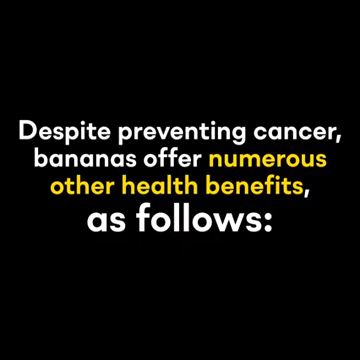 Despite preventing cancer,
bananas offer numerous
other health benefits,
as follows: